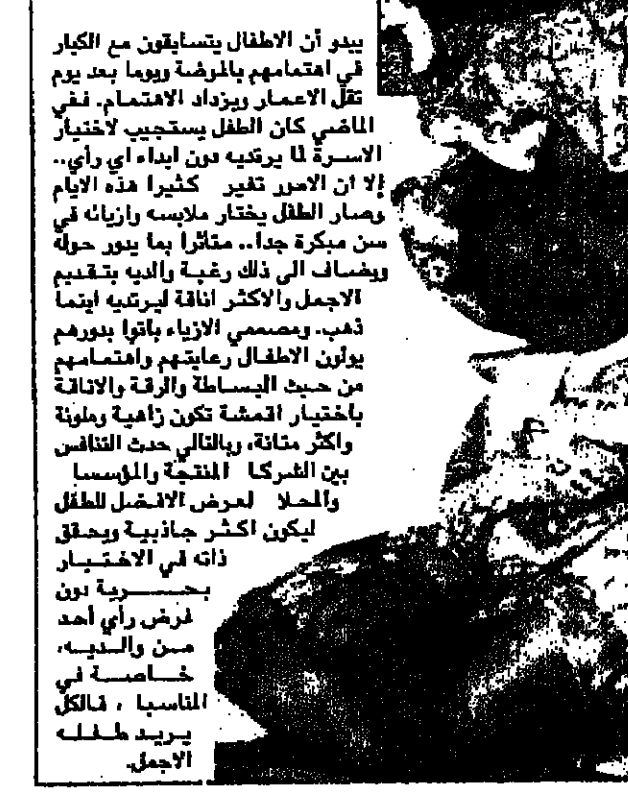 يبدو أن الاطفال يتسابقون مع الكبار
في اهتمامهم بالموضة ويوما بعد يوم
تقل الاعمار ويزداد الاهتمام. ففي
الماضي كان الطفل يستجيب لاختيار
الاسرة لما يرتديه دون ابداء اي رأي..
إلا ان الامور تغير كثيرا هذه الايام
وصار الطفل يختار ملابسه وازيائه في
سن مبكرة جدا.. متأثرا بما يدور حوله
ويضاف الى ذلك رغبة والديه بتقديم
الاجمل والاكثر اناقة ليرتديه اينما
ذهب. ومصممي الازياء باتوا بدورهم
يولون الاطفال رعايتهم واهتمامهم
من حيث البساطة والرقة والاناقة
باختيار اقمشة تكون زاهية وملونة
واكثر متانة، وبالتالي حدث التنافس
بين الشركا المنتجة والمؤسسا
والمحلا لعرض الافضل للطفل
ليكون اكثر جاذبية ويحقق
ذاته في الاختيار
بحرية دون
فرض رأي أحد
من والديه،
خاصة في
المناسبا ، فالكل
يريد طفله
الاجمل.